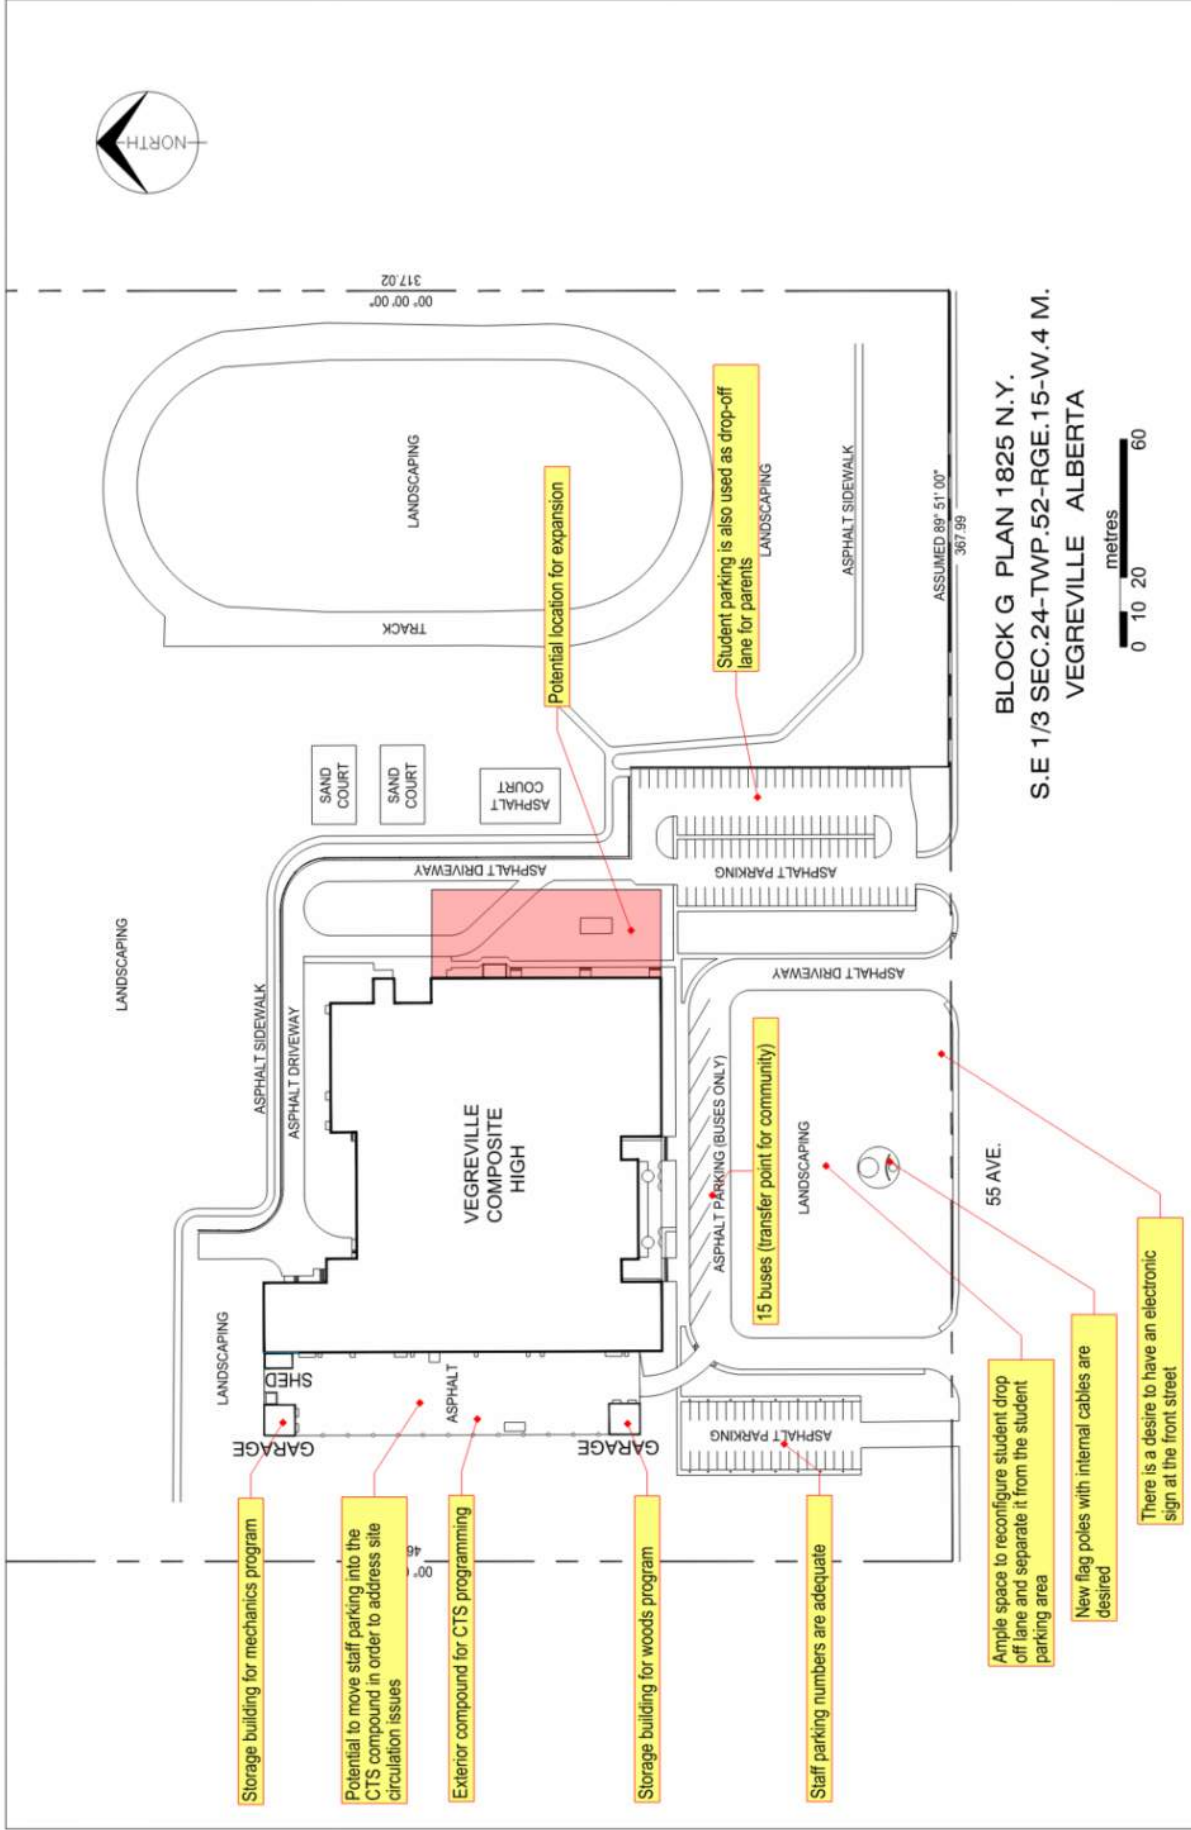 NORTH
317.02
00° 00' 00"
LANDSCAPING
LANDSCAPING
TRACK
SAND
COURT
SAND
COURT
ASPHALT
COURT
ASPHALT SIDEWALK
ASPHALT DRIVEWAY
ASPHALT DRIVEWAY
Potential location for expansion
Student parking is also used as drop-off
lane for parents
LANDSCAPING
ASPHALT SIDEWALK
ASSUMED 89° 51' 00"
367.99
VEGREVILLE
COMPOSITE
HIGH
LANDSCAPING
SHED
GARAGE
ASPHALT
GARAGE
ASPHALT PARKING
ASPHALT DRIVEWAY
ASPHALT PARKING (BUSES ONLY)
15 buses (transfer point for community)
LANDSCAPING
ASPHALT PARKING
55 AVE.
Storage building for mechanics program
Potential to move staff parking into the
CTS compound in order to address site
circulation issues
Exterior compound for CTS programming
Storage building for woods program
Staff parking numbers are adequate
Ample space to reconfigure student drop
off lane and separate it from the student
parking area
New flag poles with internal cables are
desired
There is a desire to have an electronic
sign at the front street
BLOCK G PLAN 1825 N.Y.
S.E 1/3 SEC.24-TWP.52-RGE.15-W.4 M.
VEGREVILLE ALBERTA
metres
0 10 20 60